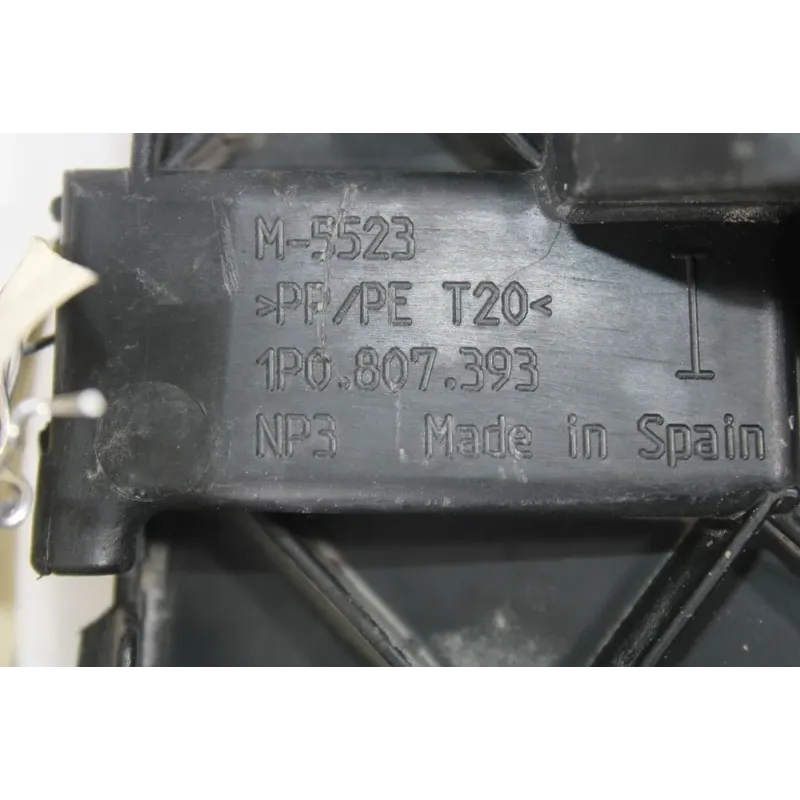 M-5523
>PP/PE T20<
1P0.807.393
NP3 Made in Spain